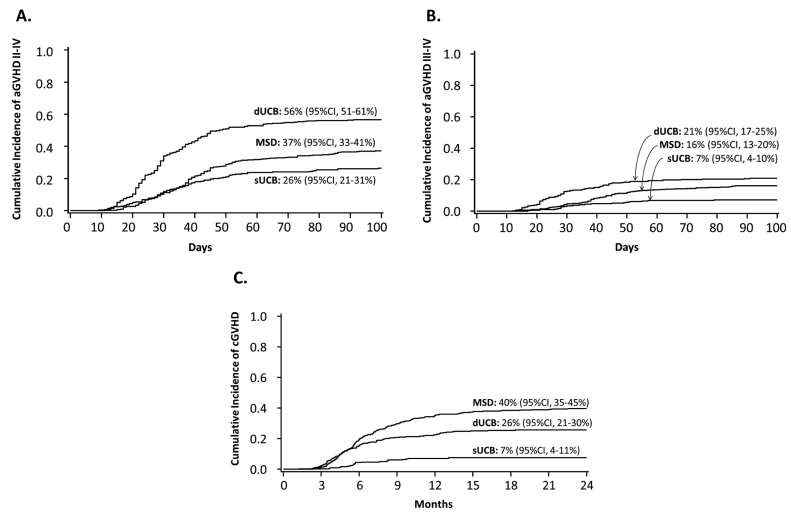 A.
Cumulative Incidence of aGVHD II-IV
1.0
0.8
0.6
0.4
0.2
0.0
dUCB: 56% (95%CI, 51-61%)
MSD: 37% (95%CI, 33-41%)
sUCB: 26% (95%CI, 21-31%)
0 10 20 30 40 50 60 70 80 90 100
Days
B.
Cumulative Incidence of aGVHD III-IV
1.0
0.8
0.6
0.4
0.2
0.0
dUCB: 21% (95%CI, 17-25%)
MSD: 16% (95%CI, 13-20%)
sUCB: 7% (95%CI, 4-10%)
0 10 20 30 40 50 60 70 80 90 100
Days
C.
Cumulative Incidence of cGVHD
1.0
0.8
0.6
0.4
0.2
0.0
MSD: 40% (95%CI, 35-45%)
dUCB: 26% (95%CI, 21-30%)
sUCB: 7% (95%CI, 4-11%)
0 3 6 9 12 15 18 21 24
Months